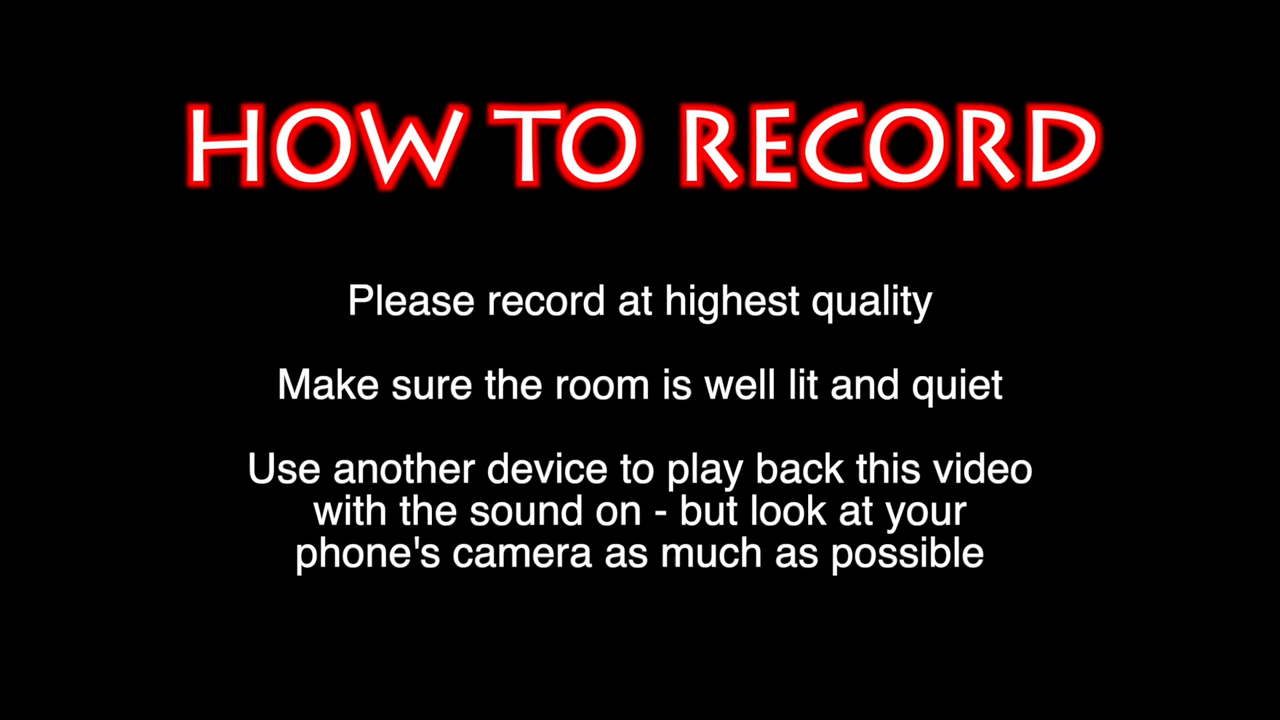 HOW TO RECORD
Please record at highest quality
Make sure the room is well lit and quiet
Use another device to play back this video
with the sound on - but look at your
phone's camera as much as possible